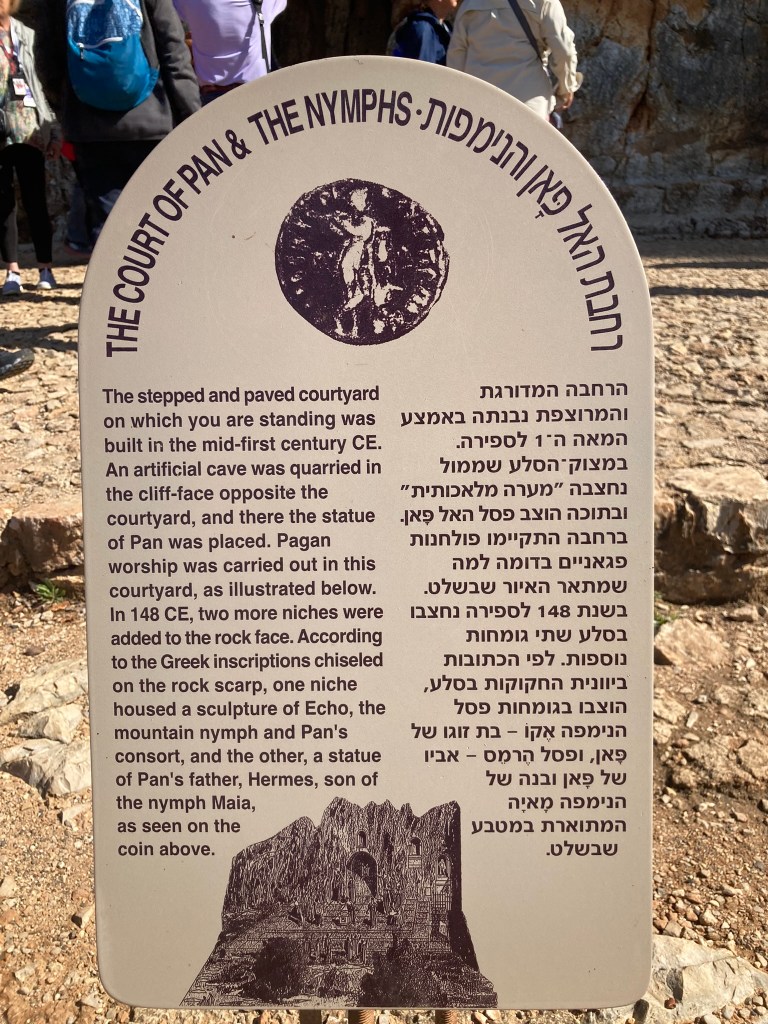 THE COURT OF PAN & THE NYMPHS · רחבת האל פָּאן והנימפות
The stepped and paved courtyard
on which you are standing was
built in the mid-first century CE.
An artificial cave was quarried in
the cliff-face opposite the
courtyard, and there the statue
of Pan was placed. Pagan
worship was carried out in this
courtyard, as illustrated below.
In 148 CE, two more niches were
added to the rock face. According
to the Greek inscriptions chiseled
on the rock scarp, one niche
housed a sculpture of Echo, the
mountain nymph and Pan's
consort, and the other, a statue
of Pan's father, Hermes, son of
the nymph Maia,
as seen on the
coin above.
הרחבה המדורגת
והמרוצפת נבנתה באמצע
המאה ה־1 לספירה.
במצוק־הסלע שממול
נחצבה "מערה מלאכותית"
ובתוכה הוצב פסל האל פָּאן.
ברחבה התקיימו פולחנות
פגאניים בדומה למה
שמתאר האיור שבשלט.
בשנת 148 לספירה נחצבו
בסלע שתי גומחות
נוספות. לפי הכתובות
ביוונית החקוקות בסלע,
הוצבו בגומחות פסל
הנימפה אֶקוֹ – בת זוגו של
פָּאן, ופסל הֶרמֶס – אביו
של פָּאן ובנה של
הנימפה מָאיָה
המתוארת במטבע
שבשלט.